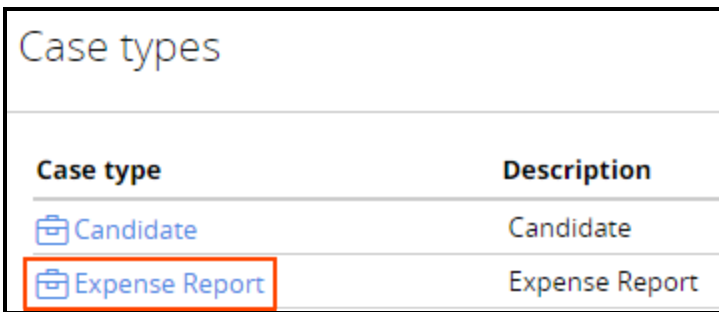 Case types
Case type Description
Candidate Candidate
Expense Report Expense Report